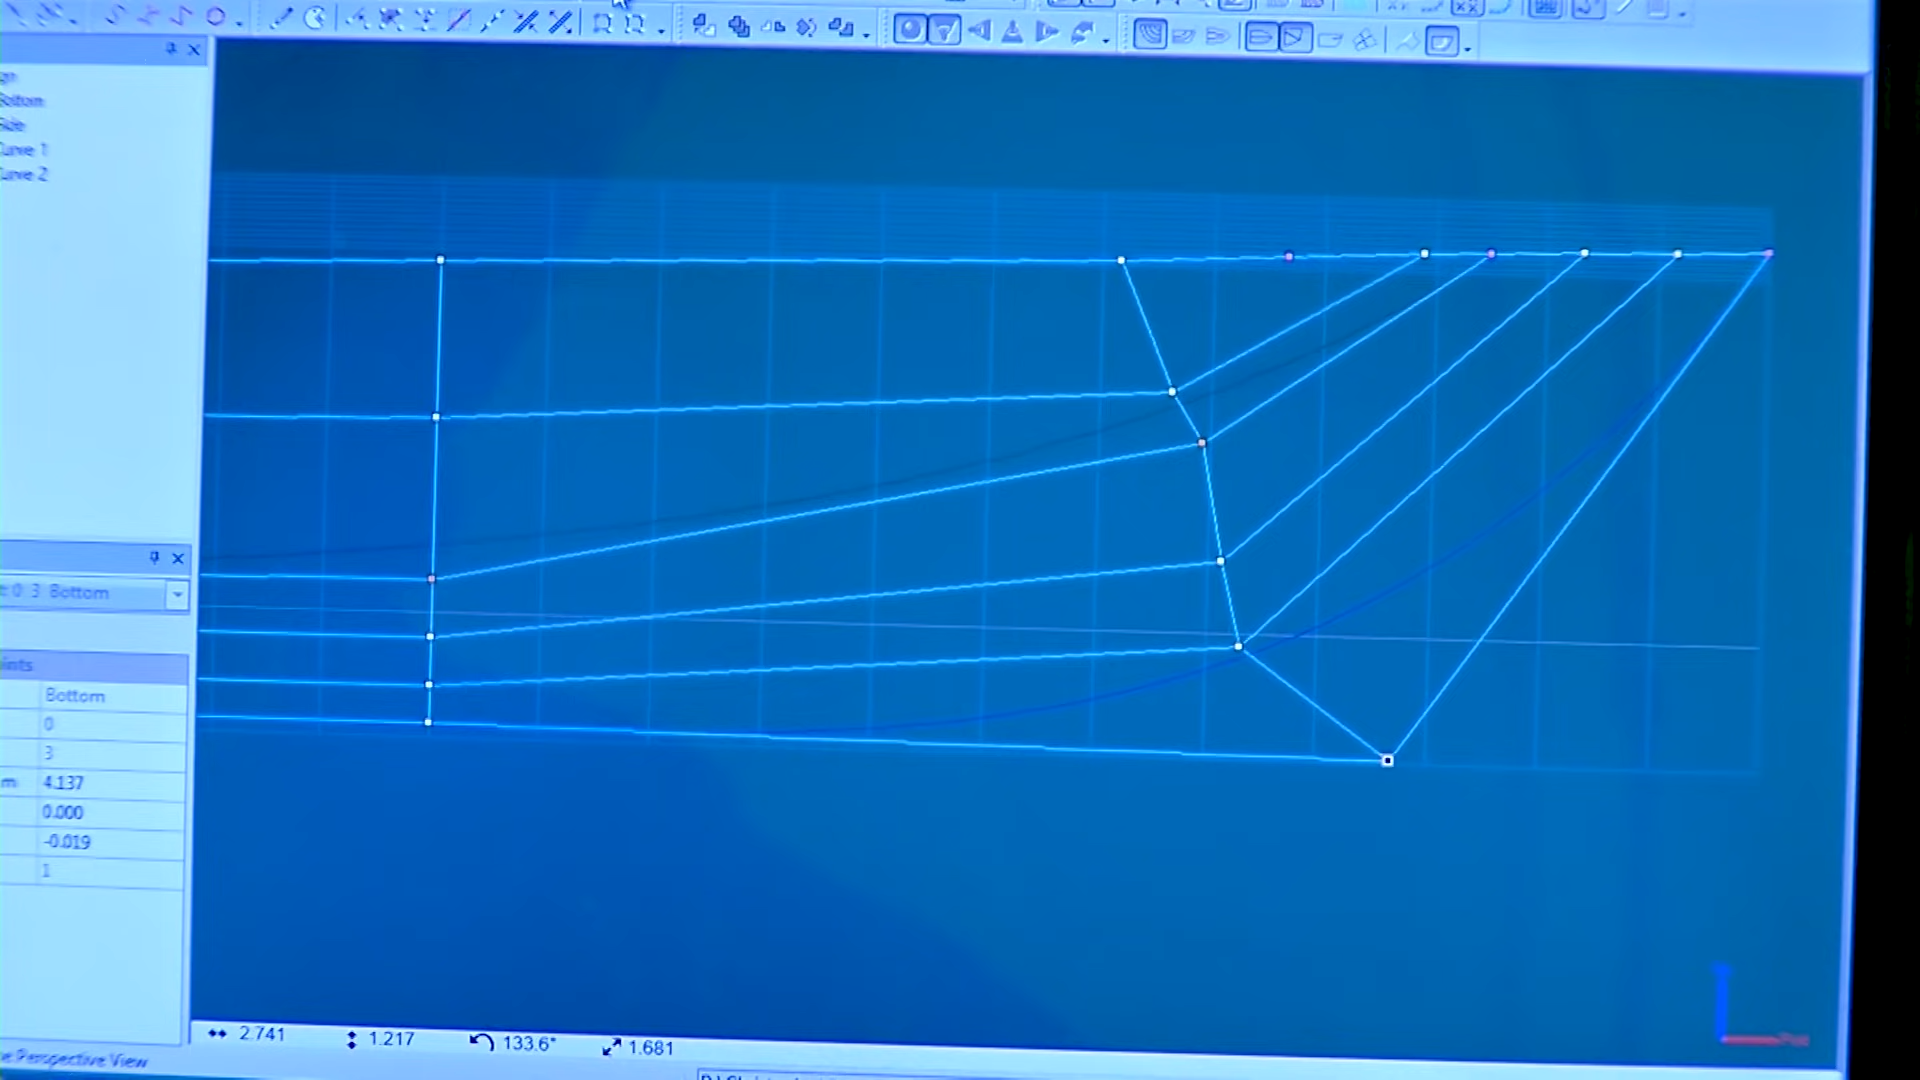 Bottom
Side
Curve 1
Curve 2
0 3 Bottom
Bottom
0
3
m 4.137
0.000
-0.019
1
2.741 1.217 133.6° 1.681
Perspective View